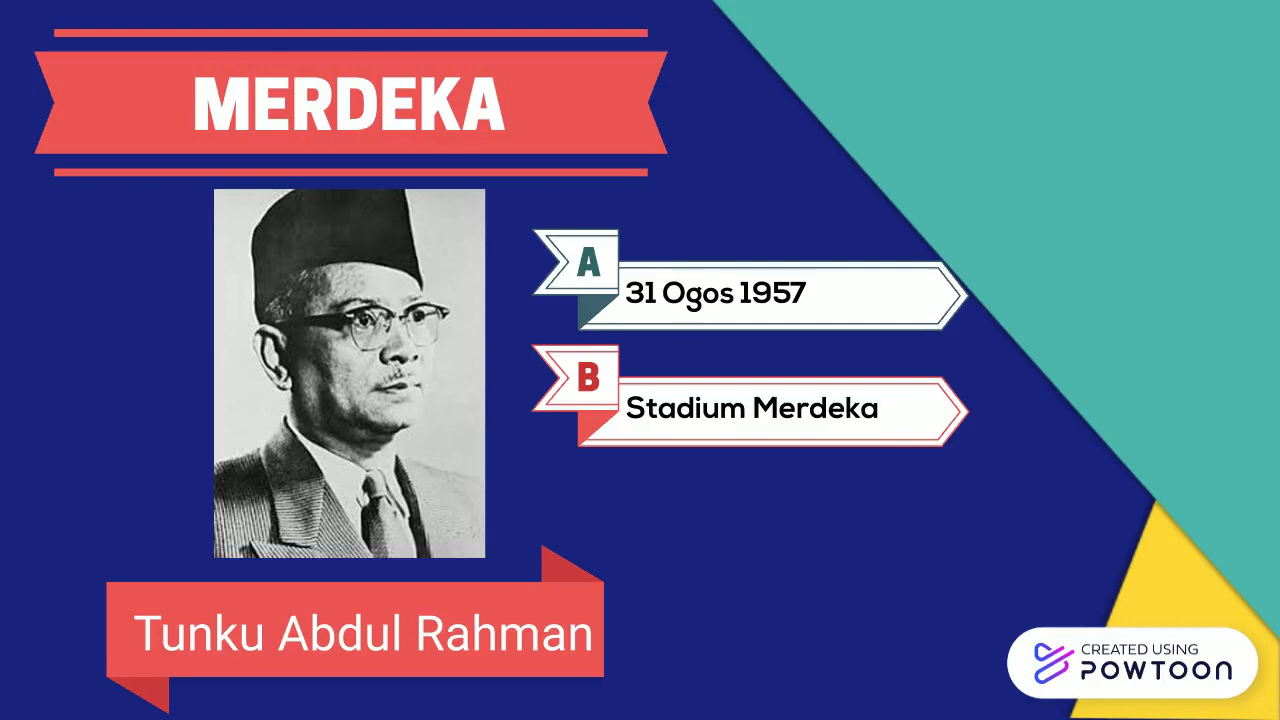 MERDEKA
A
31 Ogos 1957
B
Stadium Merdeka
Tunku Abdul Rahman
CREATED USING
POWTOON